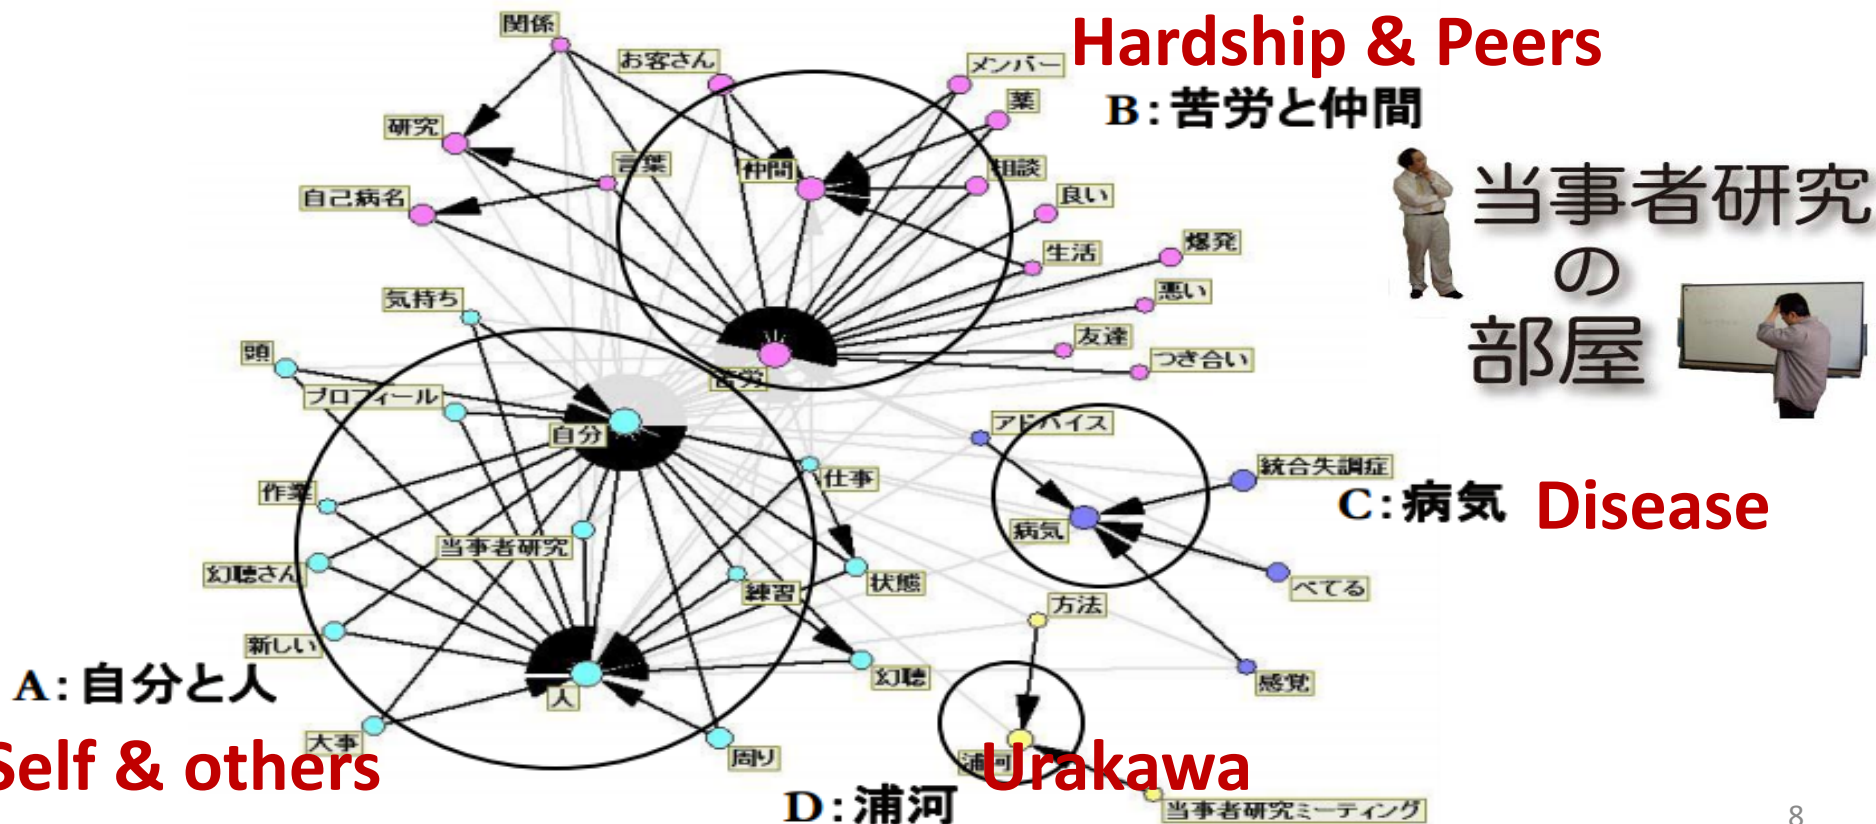 関係
お客さん
メンバー
Hardship & Peers
薬
B:苦労と仲間
研究
言葉
仲間
相談
自己病名
良い
当事者研究
の
部屋
生活
爆発
気持ち
悪い
頭
友達
つき合い
苦労
プロフィール
自分
アドバイス
仕事
統合失調症
作業
C:病気 Disease
病気
当事者研究
幻聴さん
練習
状態
べてる
方法
新しい
幻聴
感覚
A:自分と人
人
大事
周り
Self & others
浦河
Urakawa
D:浦河
当事者研究ミーティング
8